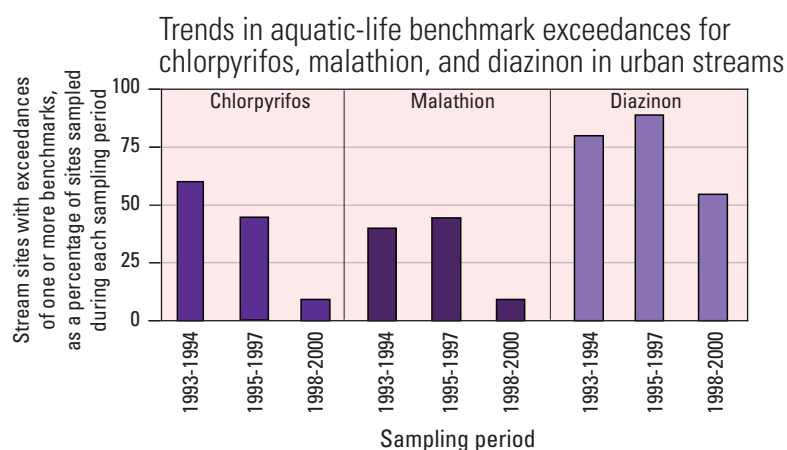 Trends in aquatic-life benchmark exceedances for
chlorpyrifos, malathion, and diazinon in urban streams
Stream sites with exceedances
of one or more benchmarks,
as a percentage of sites sampled
during each sampling period
100
75
50
25
0
Chlorpyrifos
Malathion
Diazinon
1993-1994
1995-1997
1998-2000
1993-1994
1995-1997
1998-2000
1993-1994
1995-1997
1998-2000
Sampling period